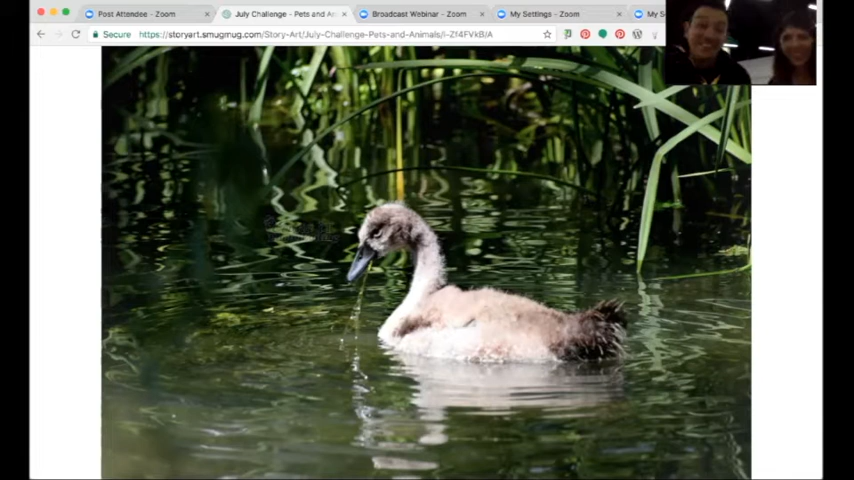 Post Attendee - Zoom
July Challenge - Pets and An
Broadcast Webinar - Zoom
My Settings - Zoom
My S
Secure
https://storyart.smugmug.com/Story-Art/July-Challenge-Pets-and-Animals/i-Zf4FVkB/A